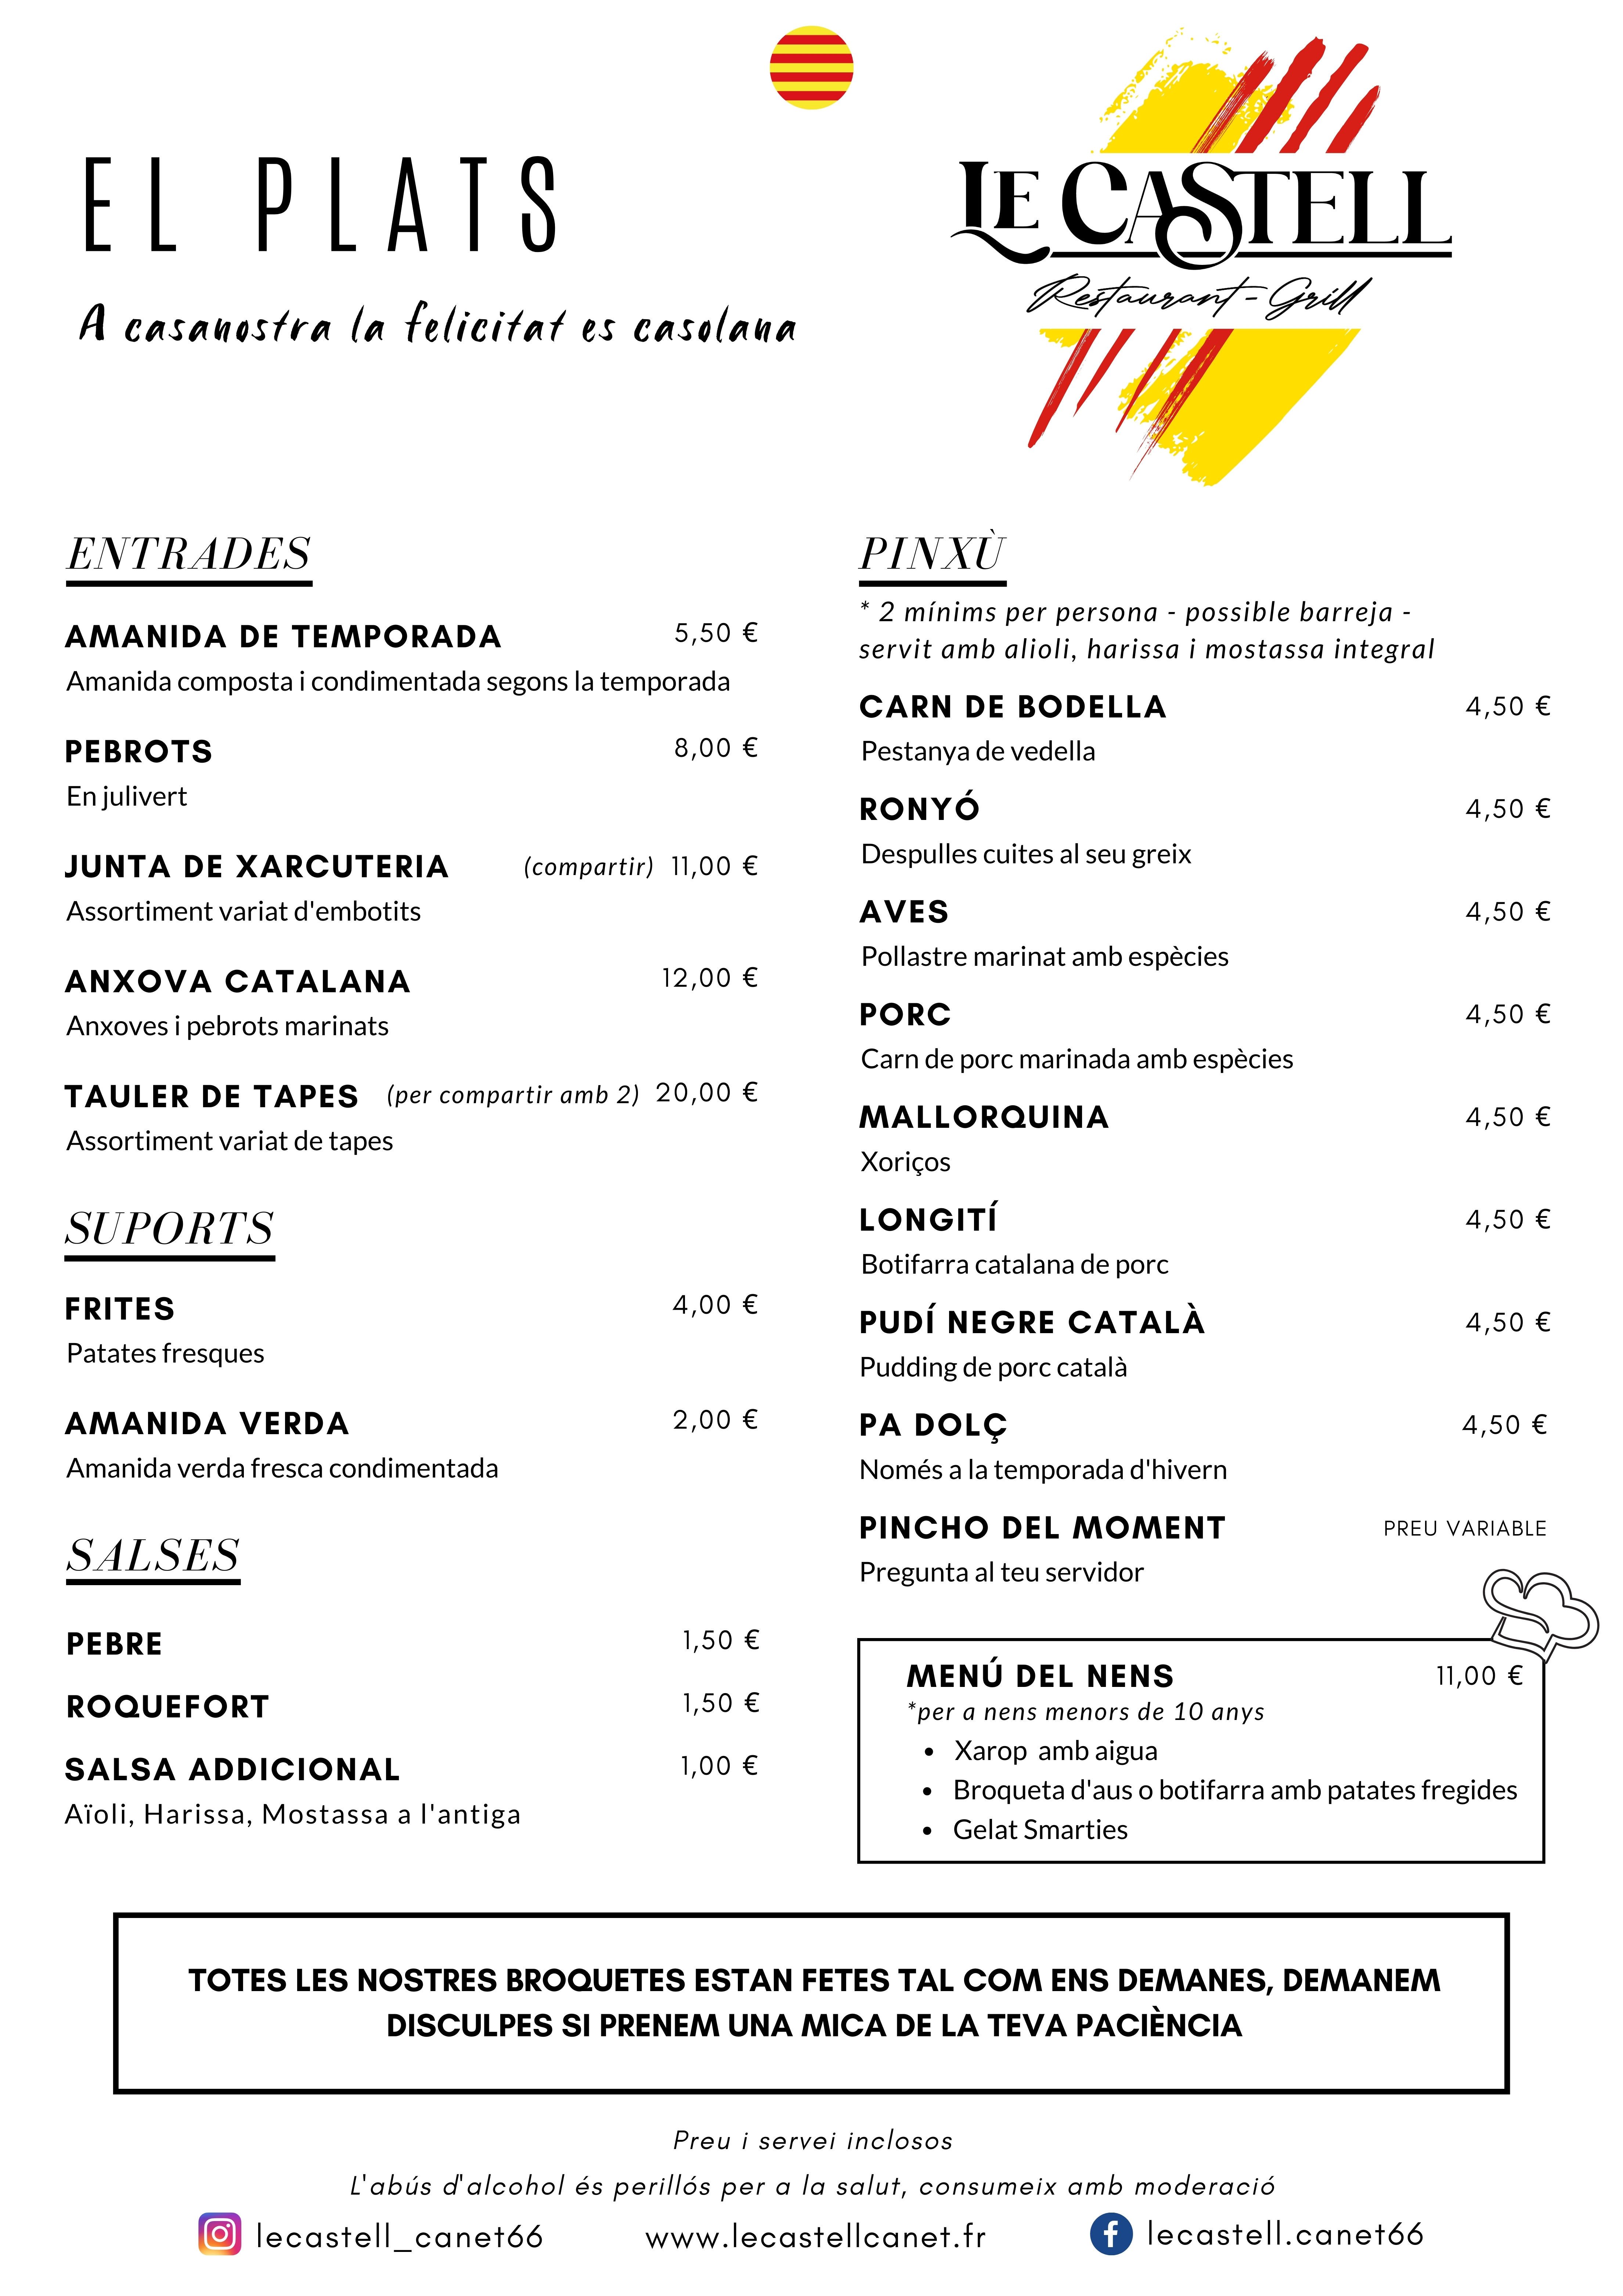 EL PLATS
A casanostra la felicitat es casolana
LE CASTELL
Restaurant - Grill
ENTRADES
AMANIDA DE TEMPORADA 5,50 €
Amanida composta i condimentada segons la temporada
PEBROTS 8,00 €
En julivert
JUNTA DE XARCUTERIA (compartir) 11,00 €
Assortiment variat d'embotits
ANXOVA CATALANA 12,00 €
Anxoves i pebrots marinats
TAULER DE TAPES (per compartir amb 2) 20,00 €
Assortiment variat de tapes
SUPORTS
FRITES 4,00 €
Patates fresques
AMANIDA VERDA 2,00 €
Amanida verda fresca condimentada
SALSES
PEBRE 1,50 €
ROQUEFORT 1,50 €
SALSA ADDICIONAL 1,00 €
Aïoli, Harissa, Mostassa a l'antiga
PINXÙ
* 2 mínims per persona - possible barreja -
servit amb alioli, harissa i mostassa integral
CARN DE BODELLA 4,50 €
Pestanya de vedella
RONYÓ 4,50 €
Despulles cuites al seu greix
AVES 4,50 €
Pollastre marinat amb espècies
PORC 4,50 €
Carn de porc marinada amb espècies
MALLORQUINA 4,50 €
Xoriços
LONGITÍ 4,50 €
Botifarra catalana de porc
PUDÍ NEGRE CATALÀ 4,50 €
Pudding de porc català
PA DOLÇ 4,50 €
Només a la temporada d'hivern
PINCHO DEL MOMENT PREU VARIABLE
Pregunta al teu servidor
MENÚ DEL NENS 11,00 €
*per a nens menors de 10 anys
• Xarop amb aigua
• Broqueta d'aus o botifarra amb patates fregides
• Gelat Smarties
TOTES LES NOSTRES BROQUETES ESTAN FETES TAL COM ENS DEMANES, DEMANEM
DISCULPES SI PRENEM UNA MICA DE LA TEVA PACIÈNCIA
Preu i servei inclosos
L'abús d'alcohol és perillós per a la salut, consumeix amb moderació
lecastell_canet66 www.lecastellcanet.fr lecastell.canet66